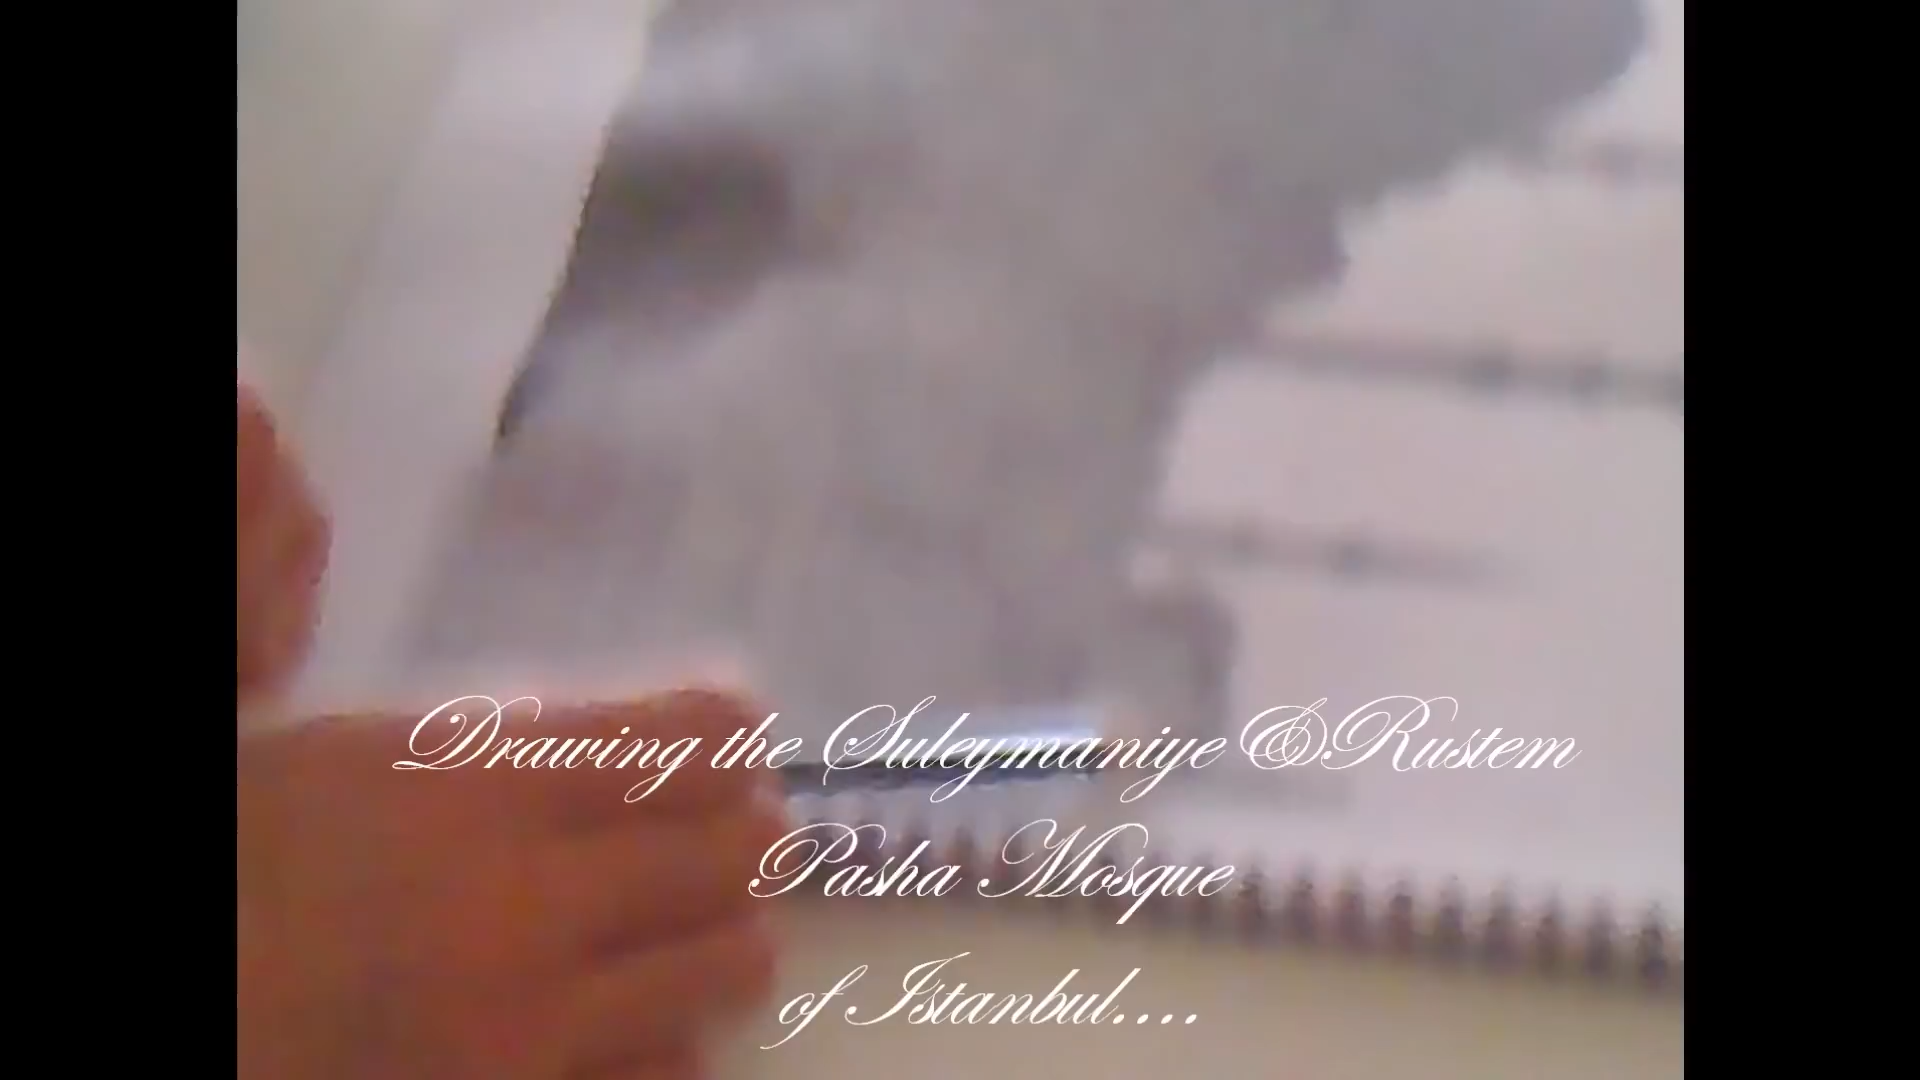 Drawing the Suleymaniye & Rustem
Pasha Mosque
of Istanbul....